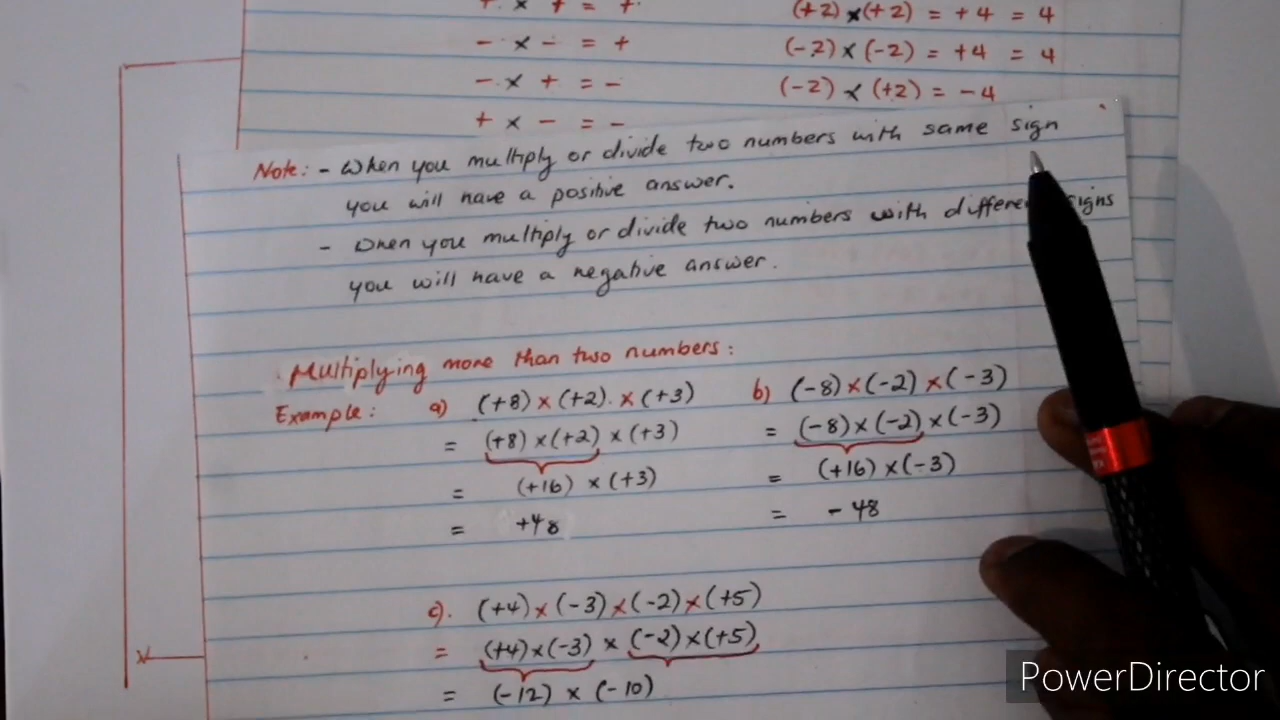 + × + = +
(+2) × (+2) = +4 = 4
- × - = +
(-2) × (-2) = +4 = 4
- × + = -
(-2) × (+2) = -4
+ × - = -
Note: - When you multiply or divide two numbers with same sign
you will have a positive answer.
- When you multiply or divide two numbers with different signs
you will have a negative answer.
Multiplying more than two numbers:
Example: a) (+8) × (+2) × (+3)
= (+8) × (+2) × (+3)
= (+16) × (+3)
= +48
b) (-8) × (-2) × (-3)
= (-8) × (-2) × (-3)
= (+16) × (-3)
= -48
c). (+4) × (-3) × (-2) × (+5)
= (+4) × (-3) × (-2) × (+5)
= (-12) × (-10)
PowerDirector